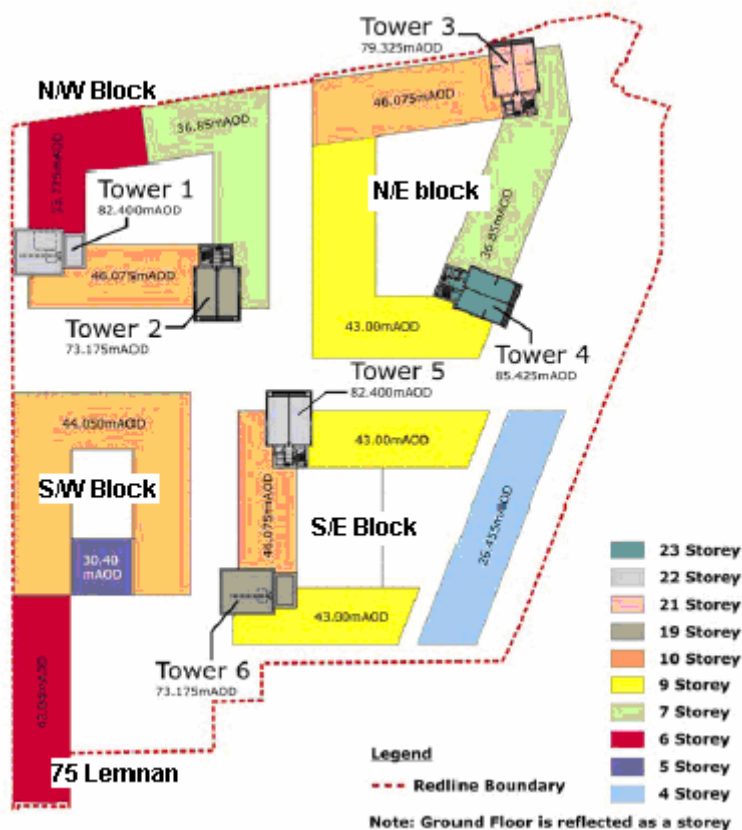 Tower 3
79.325mAOD
N/W Block
46.075mAOD
36.85mAOD
33.775mAOD
Tower 1
82.400mAOD
N/E block
36.85mAOD
46.075mAOD
Tower 2
73.175mAOD
43.00mAOD
Tower 4
85.425mAOD
Tower 5
82.400mAOD
44.050mAOD
43.00mAOD
S/W Block
46.075mAOD
S/E Block
26.455mAOD
30.40
mAOD
43.00mAOD
Tower 6
73.175mAOD
75 Lemnan
23 Storey
22 Storey
21 Storey
19 Storey
10 Storey
9 Storey
7 Storey
6 Storey
5 Storey
4 Storey
Legend
Redline Boundary
Note: Ground Floor is reflected as a storey